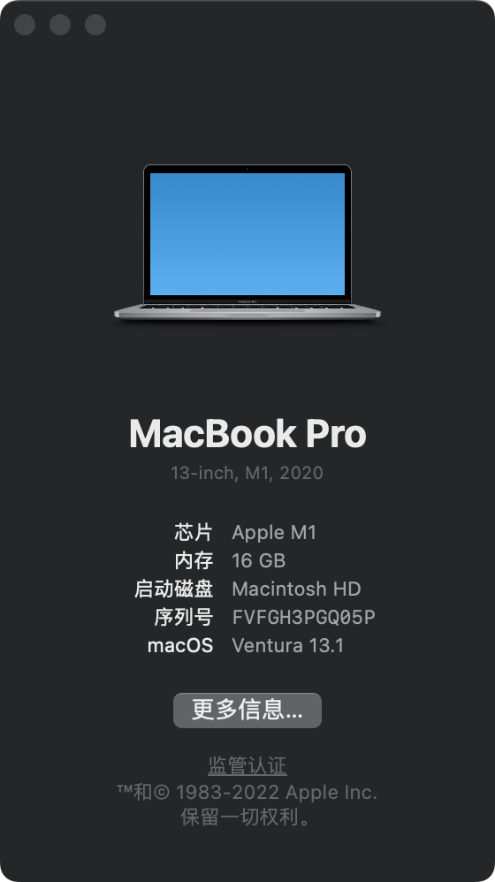 MacBook Pro
13-inch, M1, 2020
芯片 Apple M1
内存 16 GB
启动磁盘 Macintosh HD
序列号 FVFGH3PGQ05P
macOS Ventura 13.1
更多信息...
监管认证
™和© 1983-2022 Apple Inc.
保留一切权利。